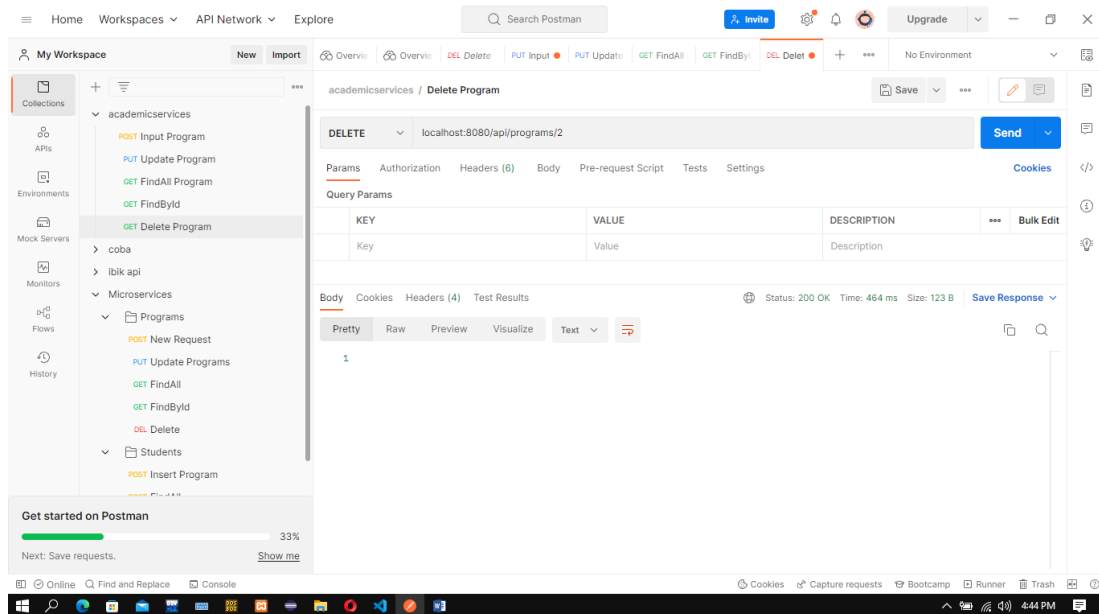 Home Workspaces API Network Explore Search Postman Invite Upgrade
My Workspace New Import Overvie Overvie DEL Delete PUT Input PUT Update GET FindAll GET FindByI DEL Delet No Environment
Collections
APIs
Environments
Mock Servers
Monitors
Flows
History
academicservices
POST Input Program
PUT Update Program
GET FindAll Program
GET FindById
GET Delete Program
coba
ibik api
Microservices
Programs
POST New Request
PUT Update Programs
GET FindAll
GET FindById
DEL Delete
Students
POST Insert Program
Get started on Postman
33%
Next: Save requests. Show me
academicservices / Delete Program Save
DELETE localhost:8080/api/programs/2 Send
Params Authorization Headers (6) Body Pre-request Script Tests Settings Cookies
Query Params
KEY VALUE DESCRIPTION Bulk Edit
Key Value Description
Body Cookies Headers (4) Test Results Status: 200 OK Time: 464 ms Size: 123 B Save Response
Pretty Raw Preview Visualize Text
1
Online Find and Replace Console Cookies Capture requests Bootcamp Runner Trash
4:44 PM